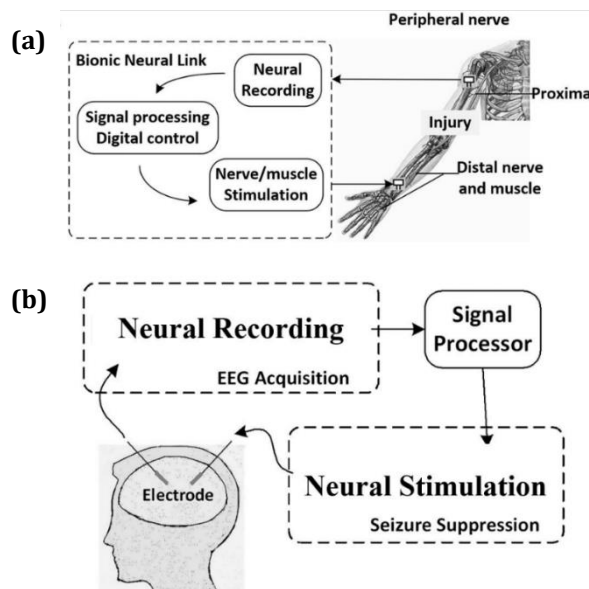 (a)
Peripheral nerve
Bionic Neural Link
Neural
Recording
Proxima
Signal processing
Digital control
Injury
Nerve/muscle
Stimulation
Distal nerve
and muscle
(b)
Neural Recording
EEG Acquisition
Signal
Processor
Electrode
Neural Stimulation
Seizure Suppression